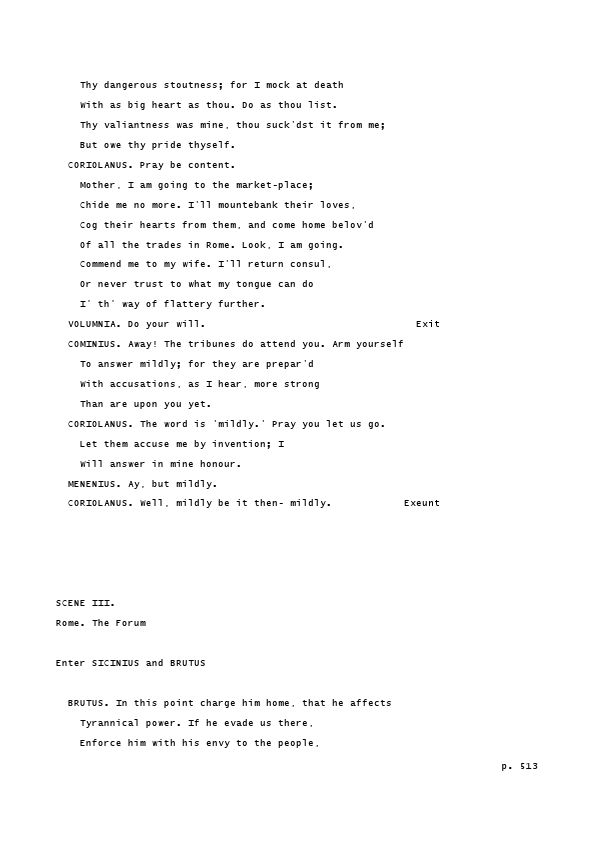 Thy dangerous stoutness; for I mock at death
With as big heart as thou. Do as thou list.
Thy valiantness was mine, thou suck'dst it from me;
But owe thy pride thyself.
CORIOLANUS. Pray be content.
Mother, I am going to the market-place;
Chide me no more. I'll mountebank their loves,
Cog their hearts from them, and come home belov'd
Of all the trades in Rome. Look, I am going.
Commend me to my wife. I'll return consul,
Or never trust to what my tongue can do
I' th' way of flattery further.
VOLUMNIA. Do your will. Exit
COMINIUS. Away! The tribunes do attend you. Arm yourself
To answer mildly; for they are prepar'd
With accusations, as I hear, more strong
Than are upon you yet.
CORIOLANUS. The word is 'mildly.' Pray you let us go.
Let them accuse me by invention; I
Will answer in mine honour.
MENENIUS. Ay, but mildly.
CORIOLANUS. Well, mildly be it then- mildly. Exeunt
SCENE III.
Rome. The Forum
Enter SICINIUS and BRUTUS
BRUTUS. In this point charge him home, that he affects
Tyrannical power. If he evade us there,
Enforce him with his envy to the people,
p. 513